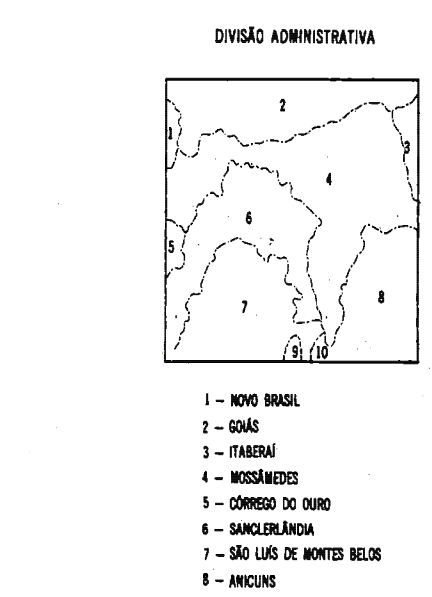 DIVISÃO ADMINISTRATIVA
2
1
3
4
6
5
8
7
9
10
1 – NOVO BRASIL
2 – GOIÁS
3 – ITABERAÍ
4 – MOSSÂMEDES
5 – CÓRREGO DO OURO
6 – SANCLERLÂNDIA
7 – SÃO LUÍS DE MONTES BELOS
8 – ANICUNS